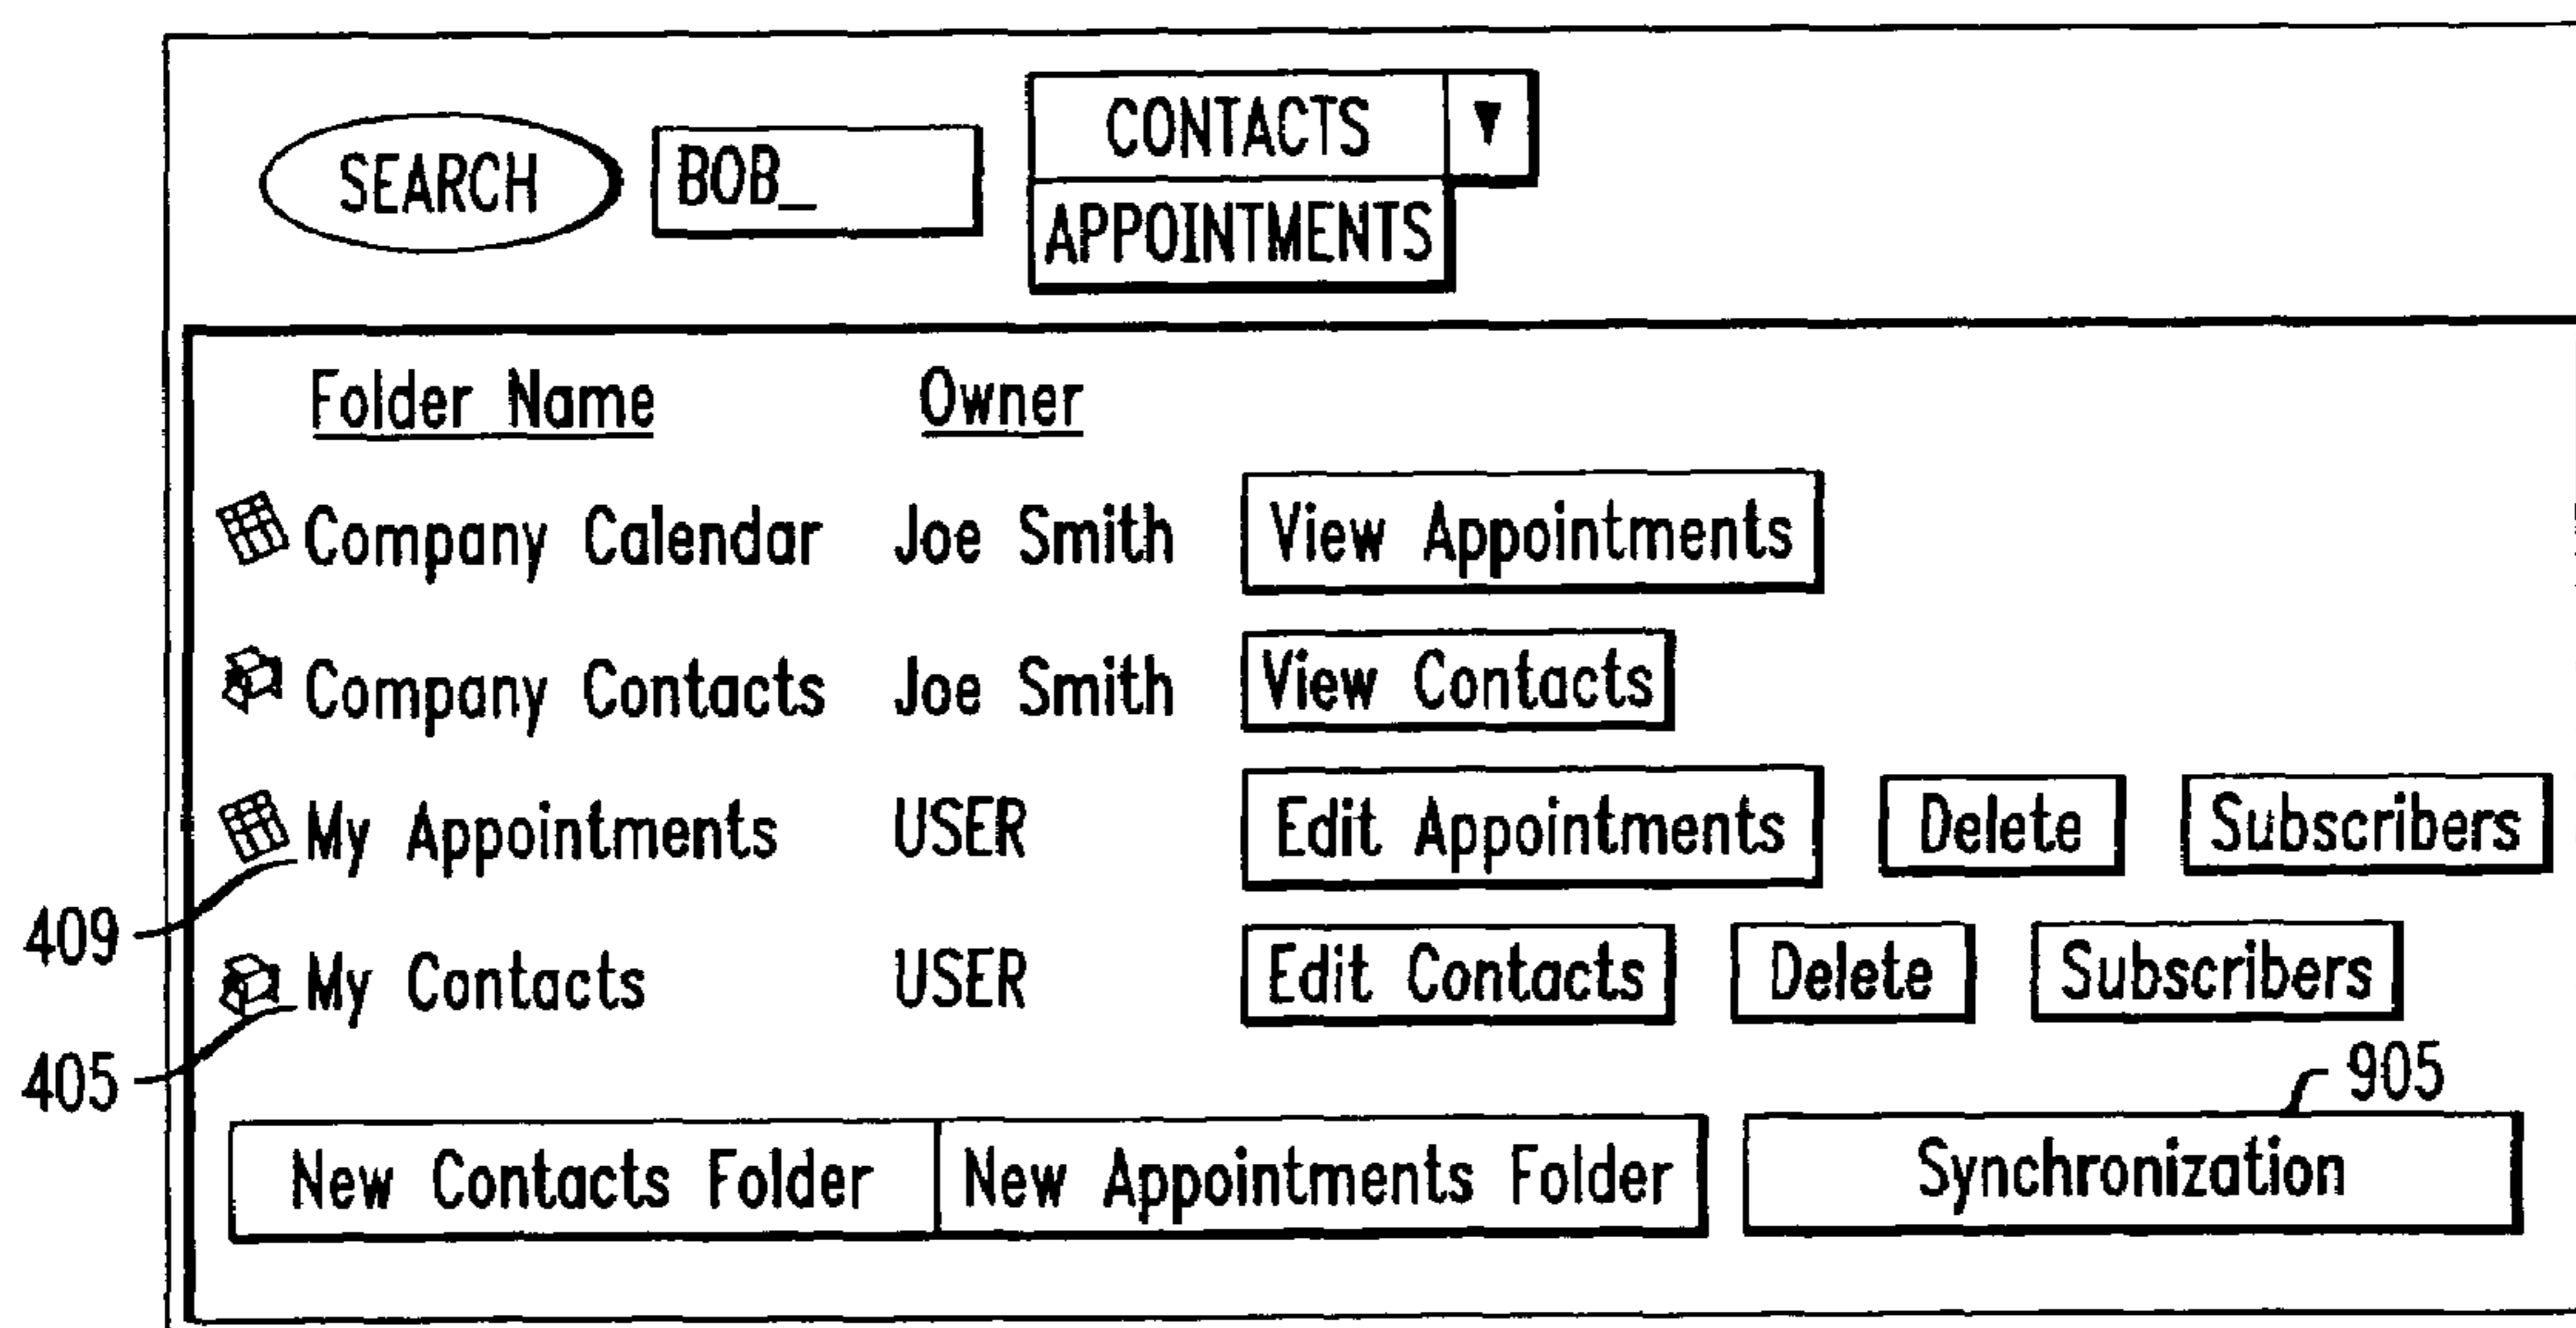 CONTACTS ▼
SEARCH BOB_
APPOINTMENTS
Folder Name Owner
Company Calendar Joe Smith View Appointments
Company Contacts Joe Smith View Contacts
My Appointments USER Edit Appointments Delete Subscribers
409
My Contacts USER Edit Contacts Delete Subscribers
405
905
New Contacts Folder New Appointments Folder Synchronization